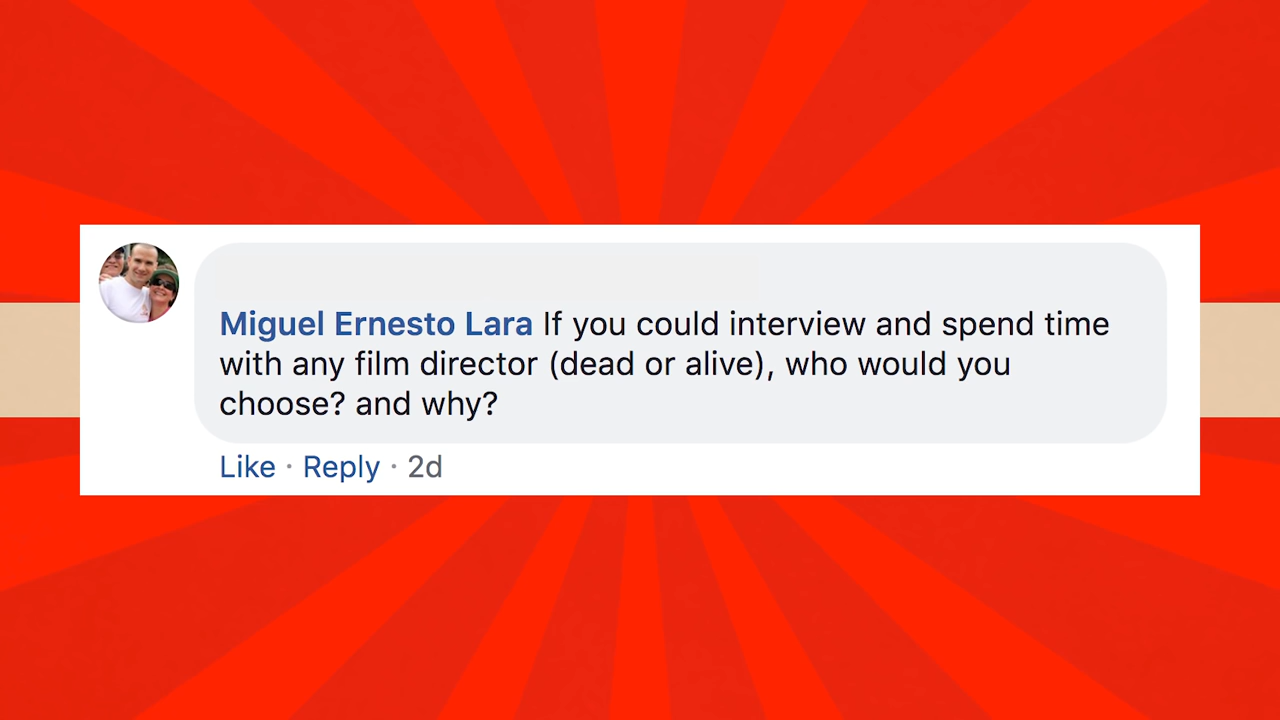 Miguel Ernesto Lara If you could interview and spend time
with any film director (dead or alive), who would you
choose? and why?
Like · Reply · 2d